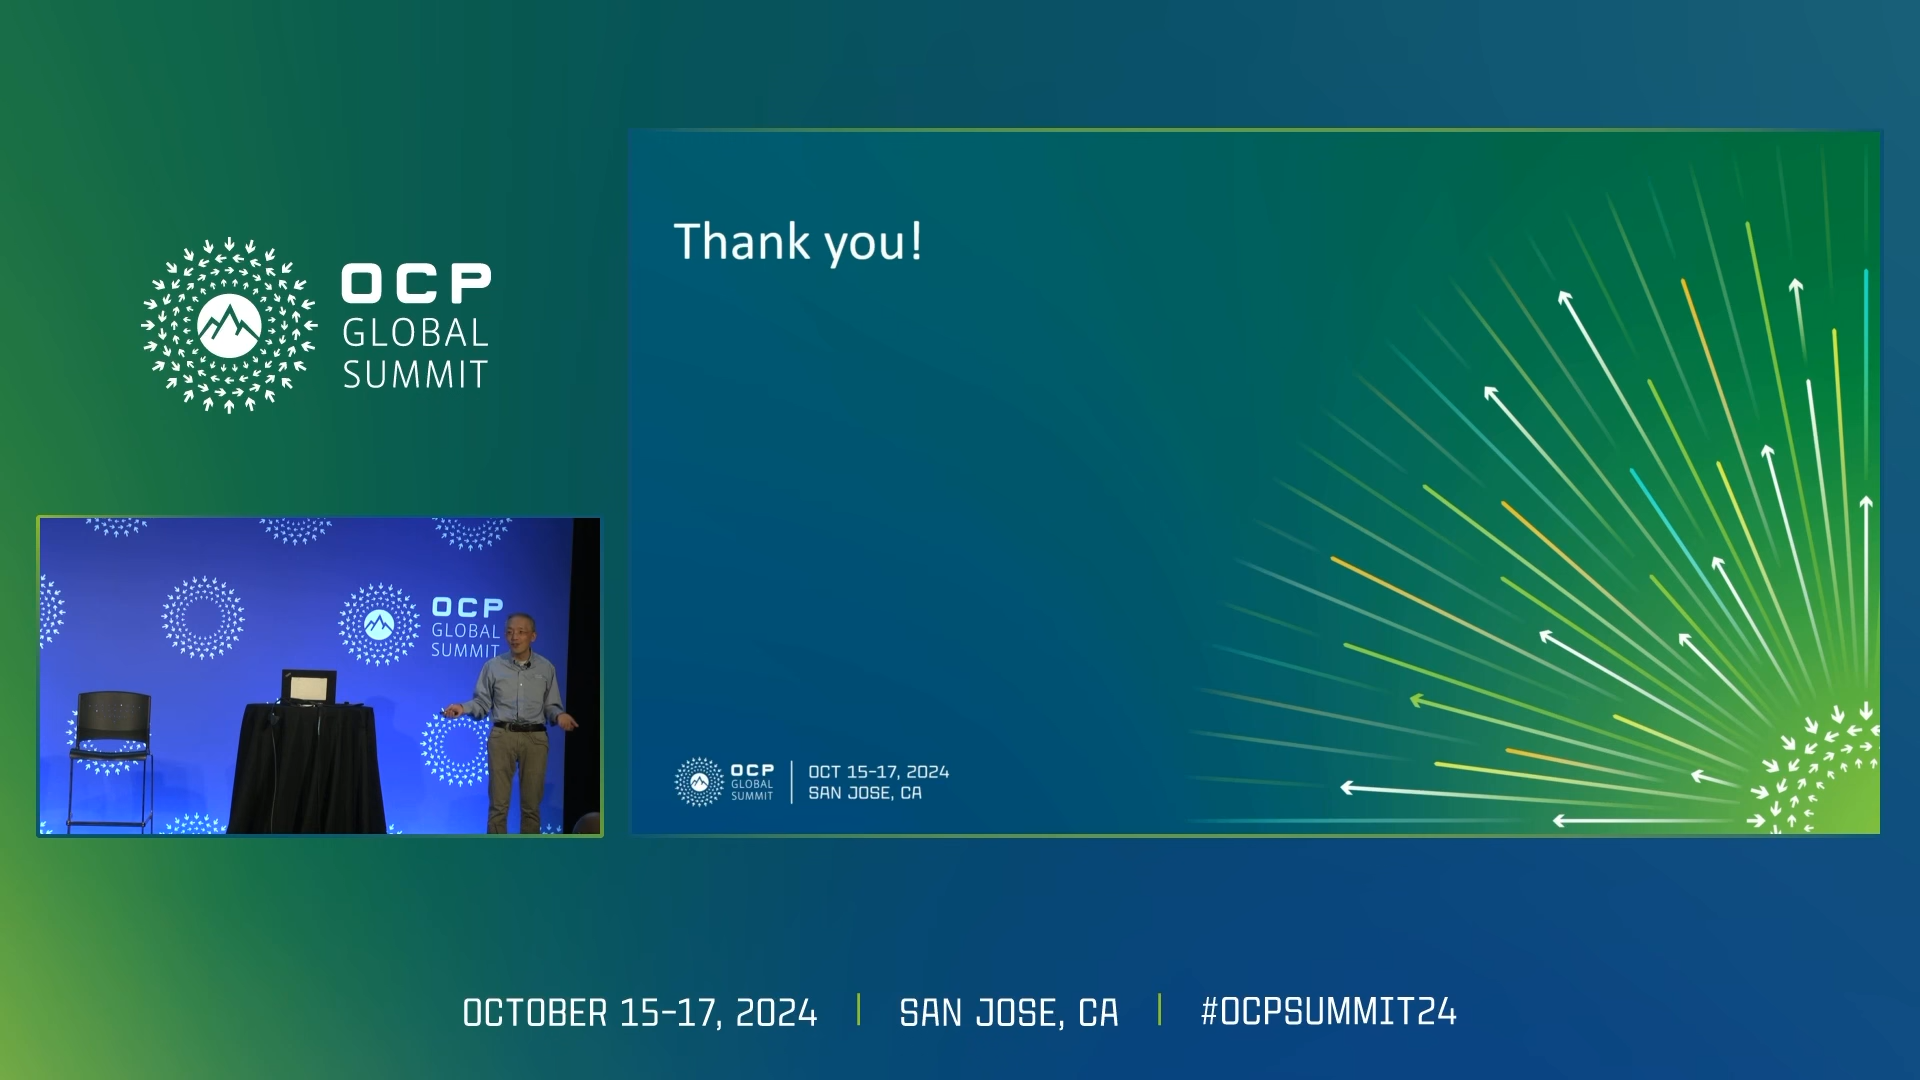 OCP
GLOBAL
SUMMIT
Thank you!
OCP
GLOBAL
SUMMIT
OCP
GLOBAL
SUMMIT
OCT 15-17, 2024
SAN JOSE, CA
OCTOBER 15-17, 2024
SAN JOSE, CA
#OCPSUMMIT24